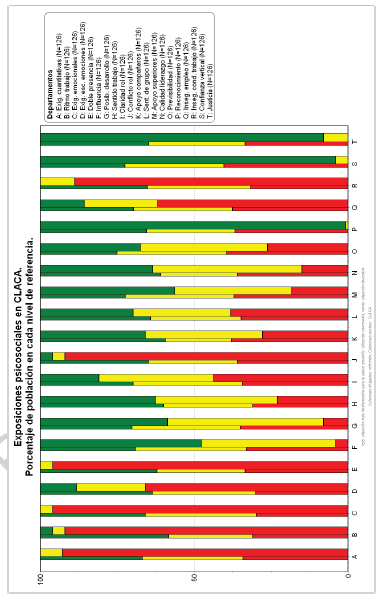 Exposiciones psicosociales en CLACA.
Porcentaje de población en cada nivel de referencia.
100
50
0
A
B
C
D
E
F
G
H
I
J
K
L
M
N
O
P
Q
R
S
T
Departamentos
A: Exig. cuantitativas (N=126)
B: Ritmo trabajo (N=126)
C: Exig. emocionales (N=126)
D: Exig. esc. emociones (N=126)
E: Doble presencia (N=126)
F: Influencia (N=126)
G: Posib. desarrollo (N=126)
H: Sentido trabajo (N=126)
I: Claridad rol (N=126)
J: Conflicto rol (N=126)
K: Apoyo compañeros (N=126)
L: Sent. de grupo (N=126)
M: Apoyo superiores (N=126)
N: Calidad liderazgo (N=126)
O: Previsibilidad (N=126)
P: Reconocimiento (N=126)
Q: Inseg. empleo (N=126)
R: Inseg. cond. trabajo (N=126)
S: Confianza vertical (N=126)
T: Justicia (N=126)